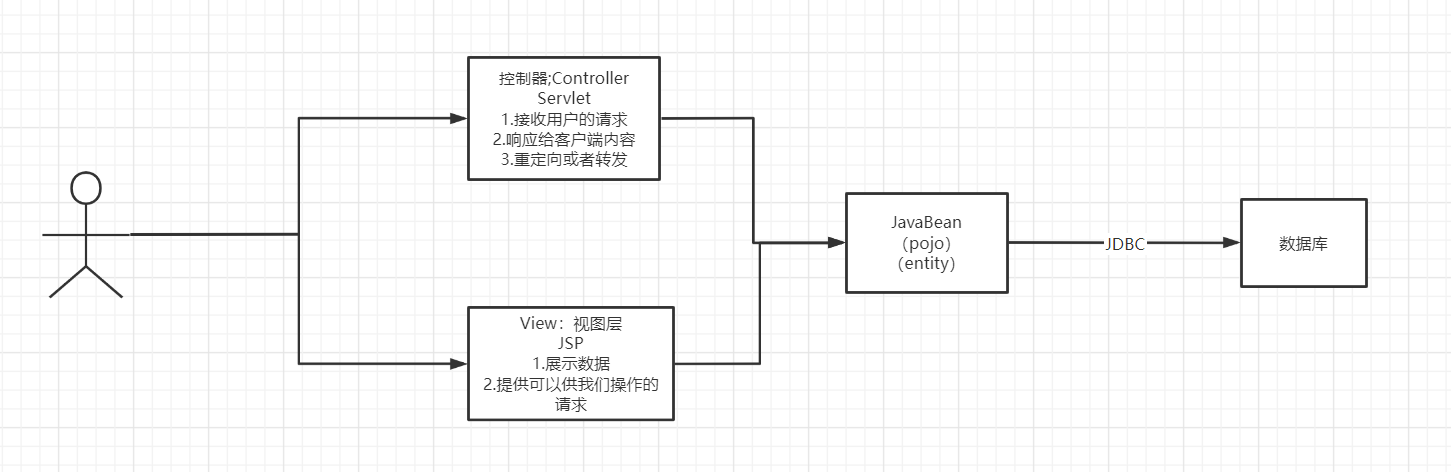 控制器;Controller
Servlet
1.接收用户的请求
2.响应给客户端内容
3.重定向或者转发
View：视图层
JSP
1.展示数据
2.提供可以供我们操作的
请求
JavaBean
（pojo）
（entity）
JDBC
数据库